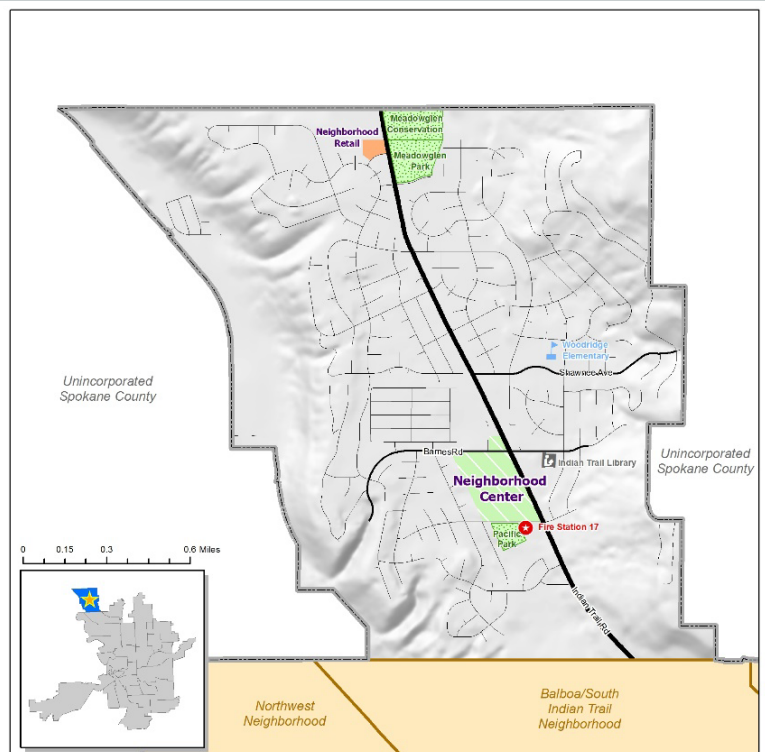 Meadowglen
Conservation
Neighborhood
Retail
Meadowglen
Park
Woodridge
Elementary
Shawnee Ave
Unincorporated
Spokane County
Barnes Rd
Indian Trail Library
Unincorporated
Spokane County
Neighborhood
Center
Fire Station 17
Pacific
Park
0 0.15 0.3 0.6 Miles
Indian Trail Rd
Northwest
Neighborhood
Balboa/South
Indian Trail
Neighborhood